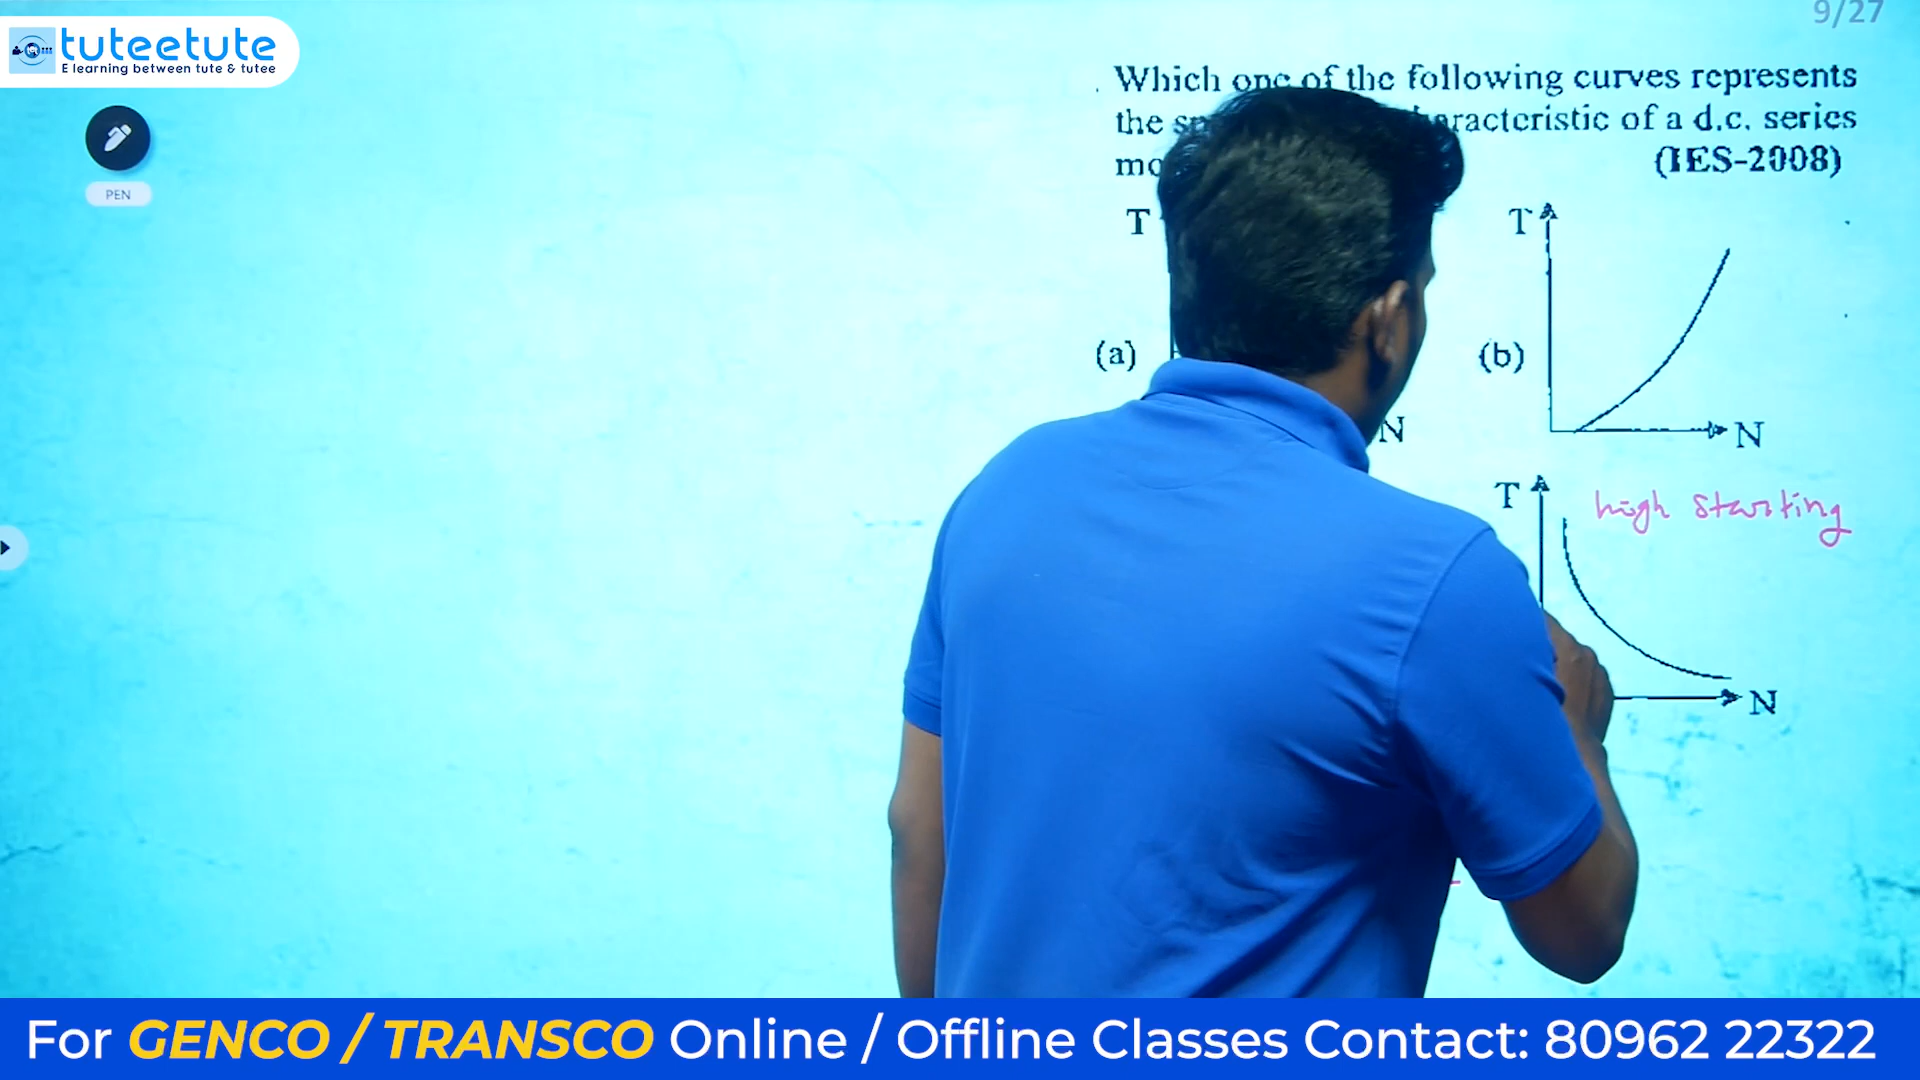 9/27
tuteetute
E learning between tute & tutee
PEN
Which one of the following curves represents
the characteristic of a d.c. series
(IES-2008)
T
T
(a)
(b)
N
N
T
high starting
N
For GENCO / TRANSCO Online / Offline Classes Contact: 80962 22322